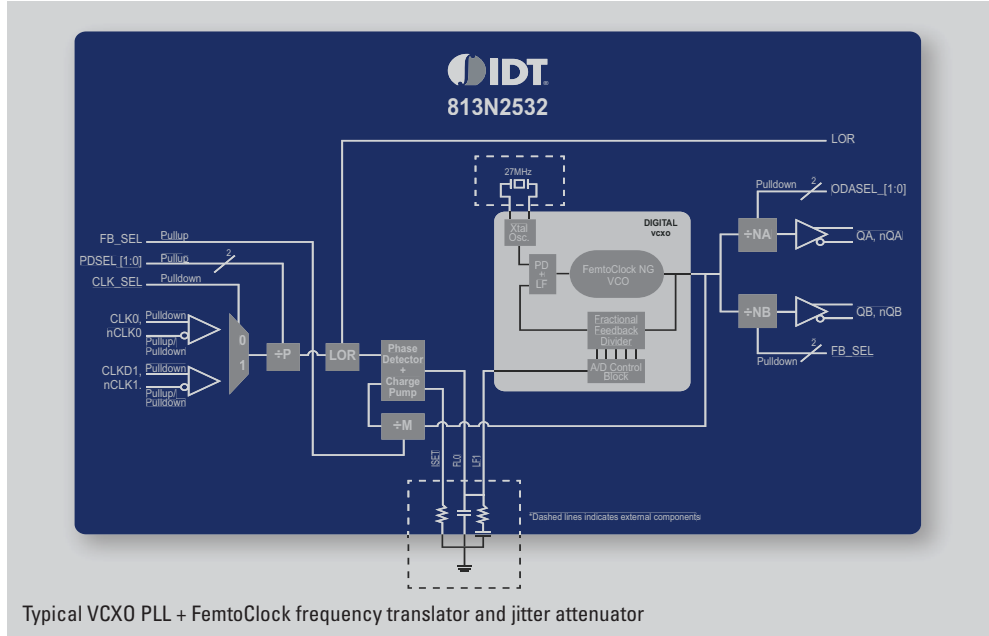 IDT.
813N2532
LOR
27MHz
Pulldown
2
ODASEL_[1:0]
Xtal
Osc.
DIGITAL
vcxo
FB_SEL
Pullup
PDSEL [1:0]
Pullup
2
CLK_SEL
Pulldown
÷NA
QA, nQA
PD
+
LF
FemtoClock NG
VCO
CLK0,
Pulldown
nCLK0
Pullup/
Pulldown
0
1
÷P
LOR
Phase
Detector
+
Charge
Pump
Fractional
Feedback
Divider
A/D Control
Block
÷NB
QB, nQB
2
FB_SEL
Pulldown
CLKD1,
Pulldown
nCLK1.
Pullup/
Pulldown
÷M
ISET
FL0
LF1
*Dashed lines indicates external components
Typical VCXO PLL + FemtoClock frequency translator and jitter attenuator